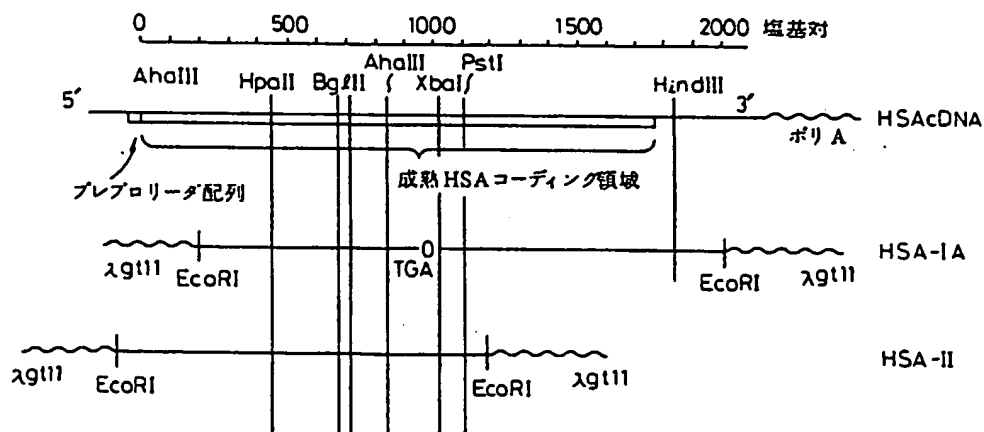 0 500 1000 1500 2000 塩基対
AhaIII PstI
AhaIII HpaII BglII XbaI HindIII
5′ 3′ HSAcDNA
ポリA
プレプロリーダ配列 成熟HSAコーディング領域
0 HSA-IA
λgt11 EcoRI TGA EcoRI λgt11
HSA-II
λgt11 EcoRI EcoRI λgt11